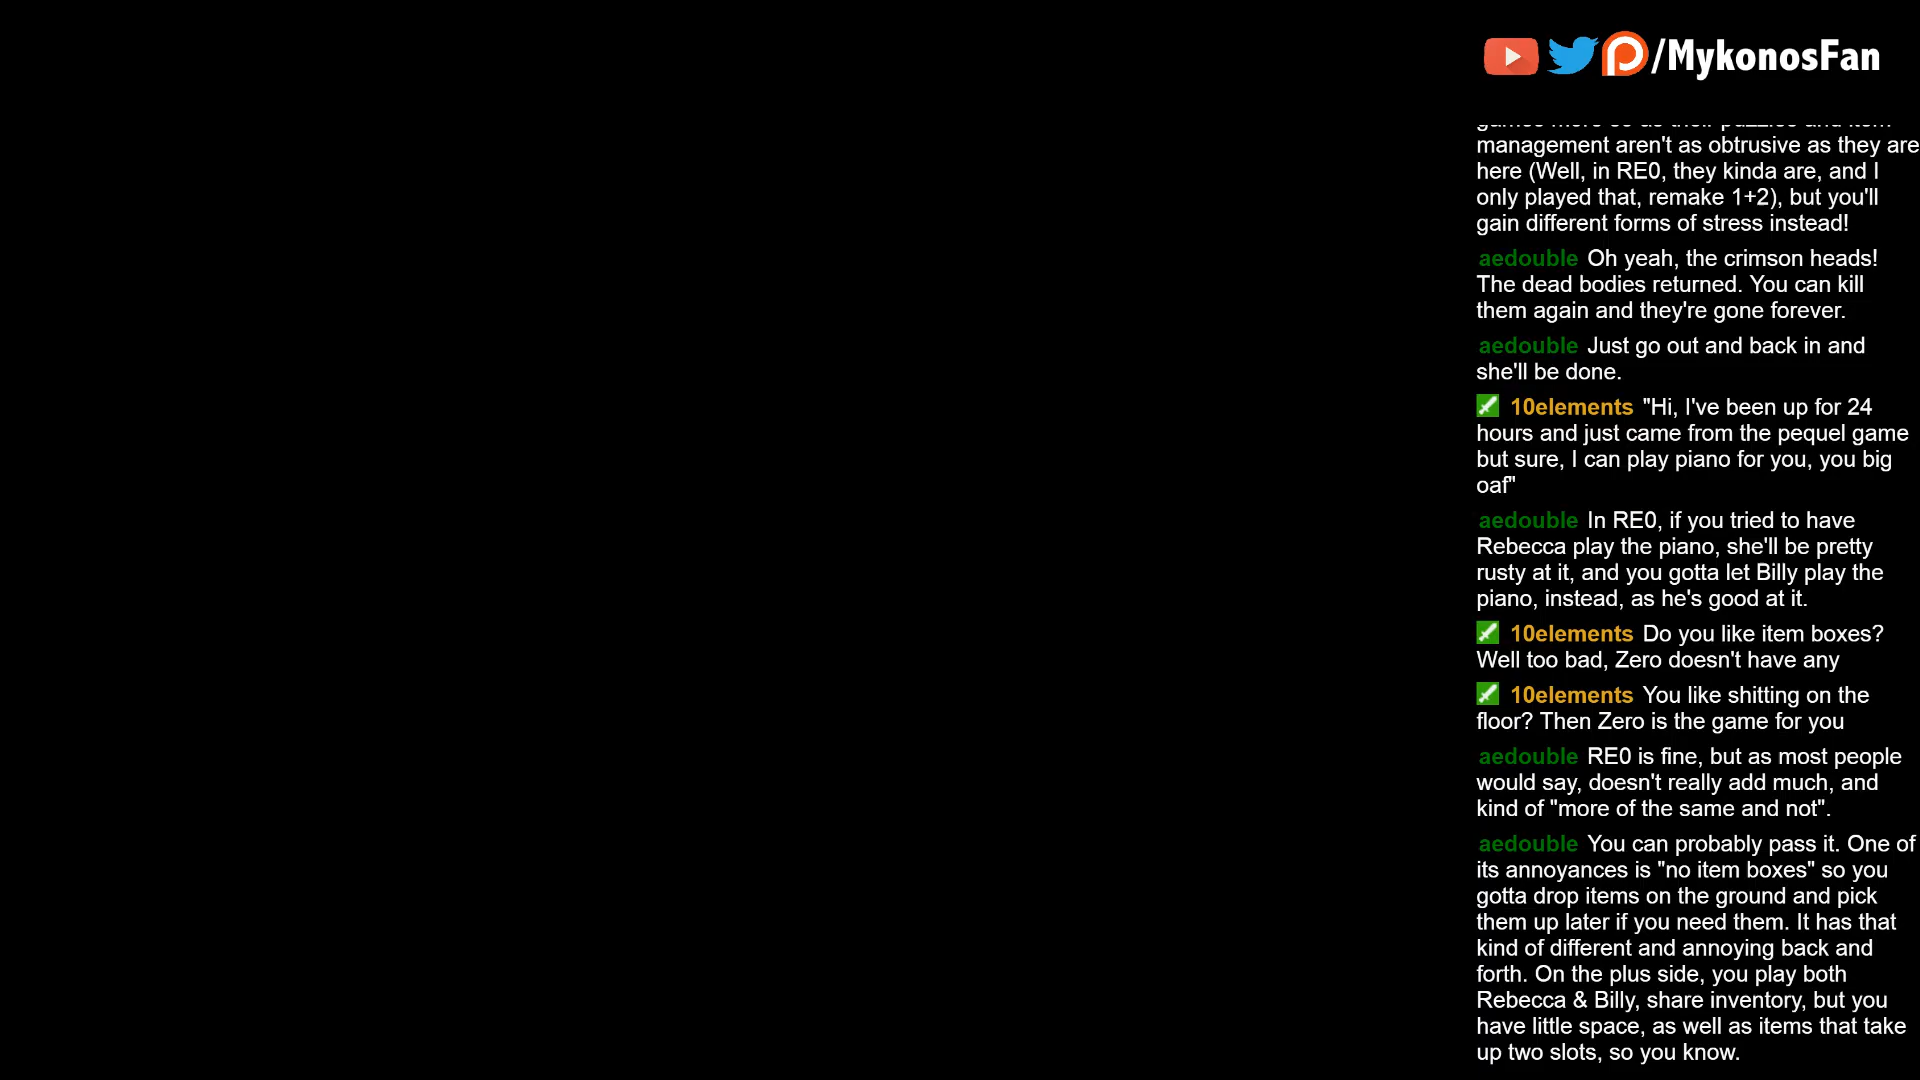 /MykonosFan
games more so as their puzzles and item
management aren't as obtrusive as they are
here (Well, in RE0, they kinda are, and I
only played that, remake 1+2), but you'll
gain different forms of stress instead!
aedouble Oh yeah, the crimson heads!
The dead bodies returned. You can kill
them again and they're gone forever.
aedouble Just go out and back in and
she'll be done.
10elements "Hi, I've been up for 24
hours and just came from the pequel game
but sure, I can play piano for you, you big
oaf"
aedouble In RE0, if you tried to have
Rebecca play the piano, she'll be pretty
rusty at it, and you gotta let Billy play the
piano, instead, as he's good at it.
10elements Do you like item boxes?
Well too bad, Zero doesn't have any
10elements You like shitting on the
floor? Then Zero is the game for you
aedouble RE0 is fine, but as most people
would say, doesn't really add much, and
kind of "more of the same and not".
aedouble You can probably pass it. One of
its annoyances is "no item boxes" so you
gotta drop items on the ground and pick
them up later if you need them. It has that
kind of different and annoying back and
forth. On the plus side, you play both
Rebecca & Billy, share inventory, but you
have little space, as well as items that take
up two slots, so you know.